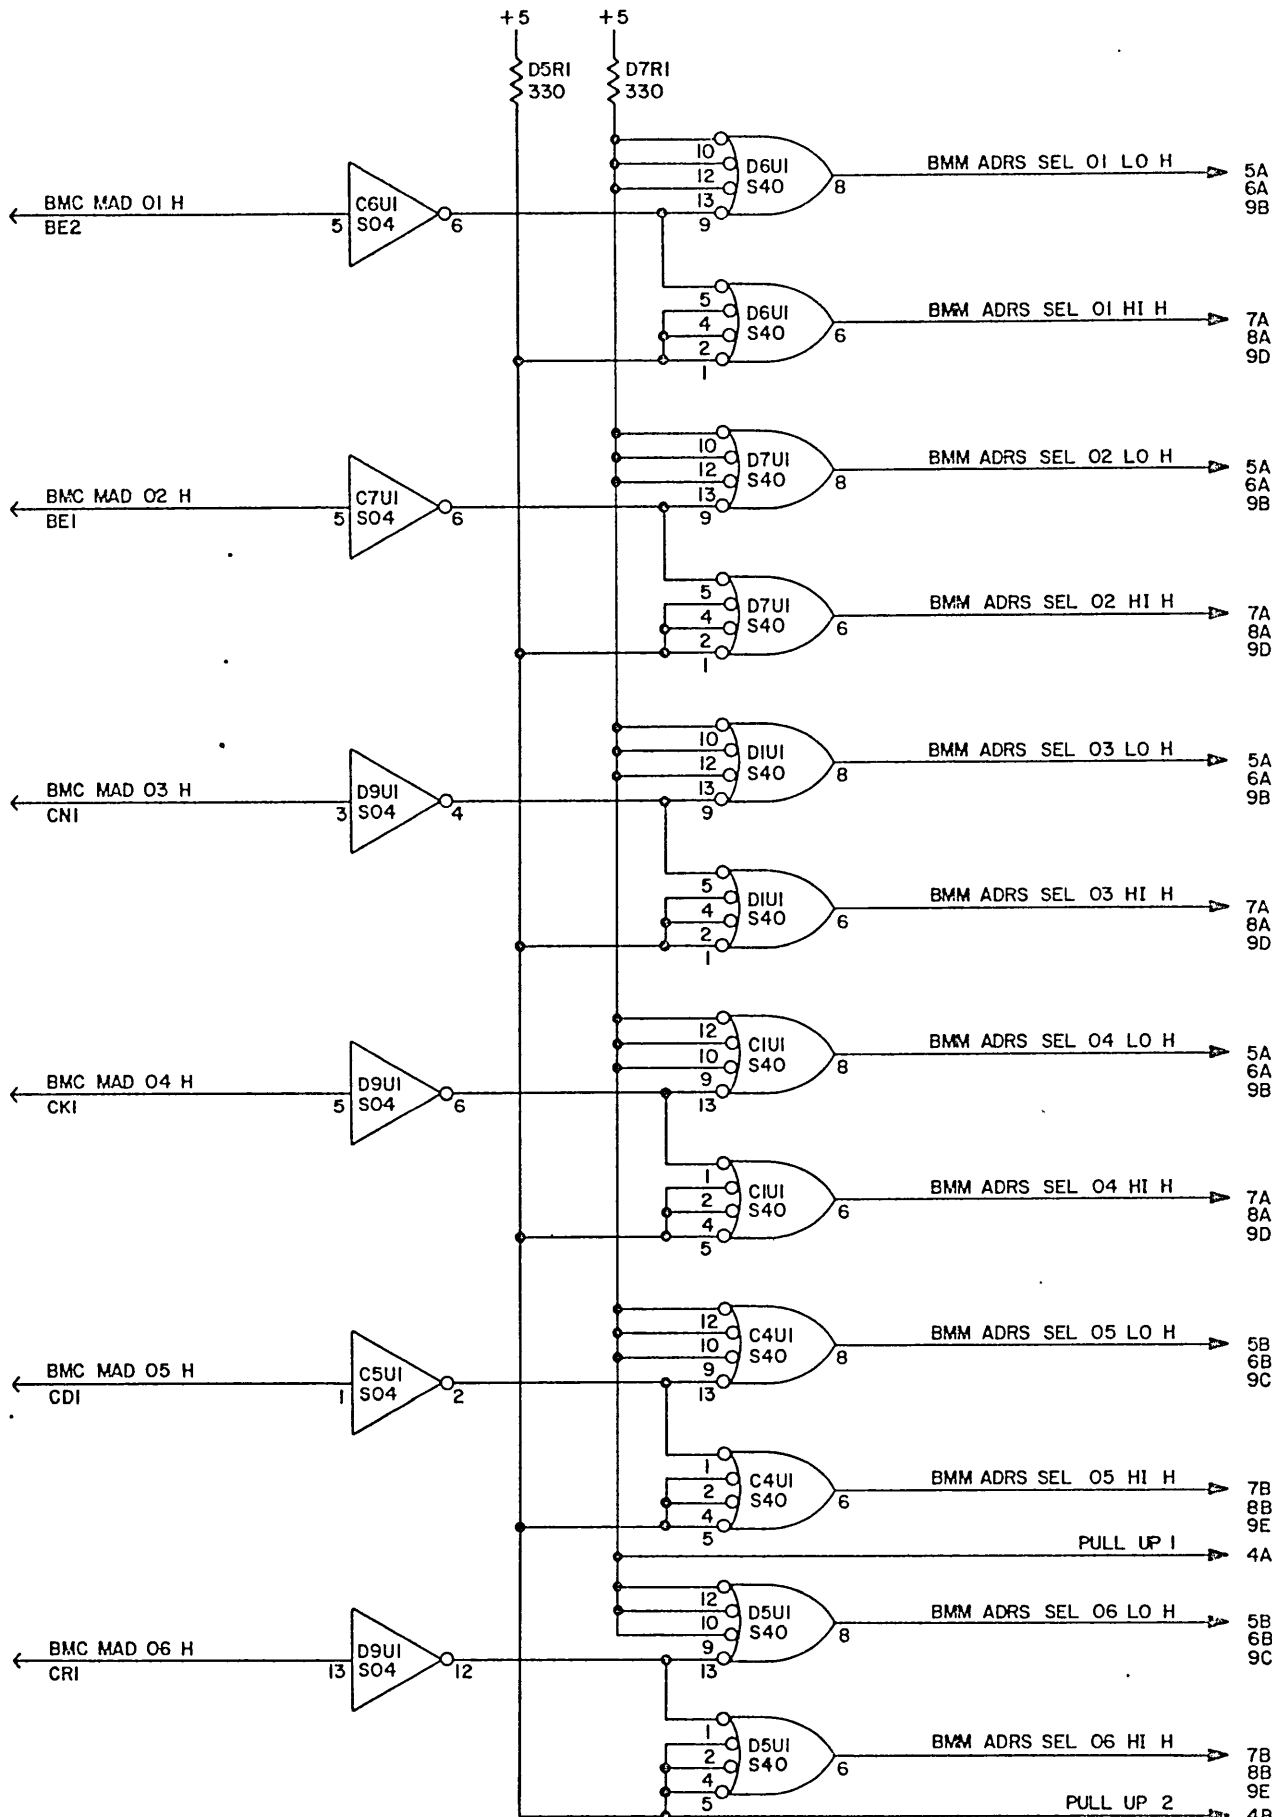 +5 +5
D5R1 D7R1
330 330
10
12
13
9
D6U1
S40
8
BMM ADRS SEL 01 LO H
5A
6A
9B
BMC MAD 01 H
BE2
5
C6U1
S04
6
5
4
2
1
D6U1
S40
6
BMM ADRS SEL 01 HI H
7A
8A
9D
10
12
13
9
D7U1
S40
8
BMM ADRS SEL 02 LO H
5A
6A
9B
BMC MAD 02 H
BE1
5
C7U1
S04
6
5
4
2
1
D7U1
S40
6
BMM ADRS SEL 02 HI H
7A
8A
9D
10
12
13
9
D1U1
S40
8
BMM ADRS SEL 03 LO H
5A
6A
9B
BMC MAD 03 H
CN1
3
D9U1
S04
4
5
4
2
1
D1U1
S40
6
BMM ADRS SEL 03 HI H
7A
8A
9D
12
10
9
13
C1U1
S40
8
BMM ADRS SEL 04 LO H
5A
6A
9B
BMC MAD 04 H
CK1
5
D9U1
S04
6
1
2
4
5
C1U1
S40
6
BMM ADRS SEL 04 HI H
7A
8A
9D
12
10
9
13
C4U1
S40
8
BMM ADRS SEL 05 LO H
5B
6B
9C
BMC MAD 05 H
CD1
1
C5U1
S04
2
1
2
4
5
C4U1
S40
6
BMM ADRS SEL 05 HI H
7B
8B
9E
PULL UP 1
4A
12
10
9
13
D5U1
S40
8
BMM ADRS SEL 06 LO H
5B
6B
9C
BMC MAD 06 H
CR1
13
D9U1
S04
12
1
2
4
5
D5U1
S40
6
BMM ADRS SEL 06 HI H
7B
8B
9E
PULL UP 2